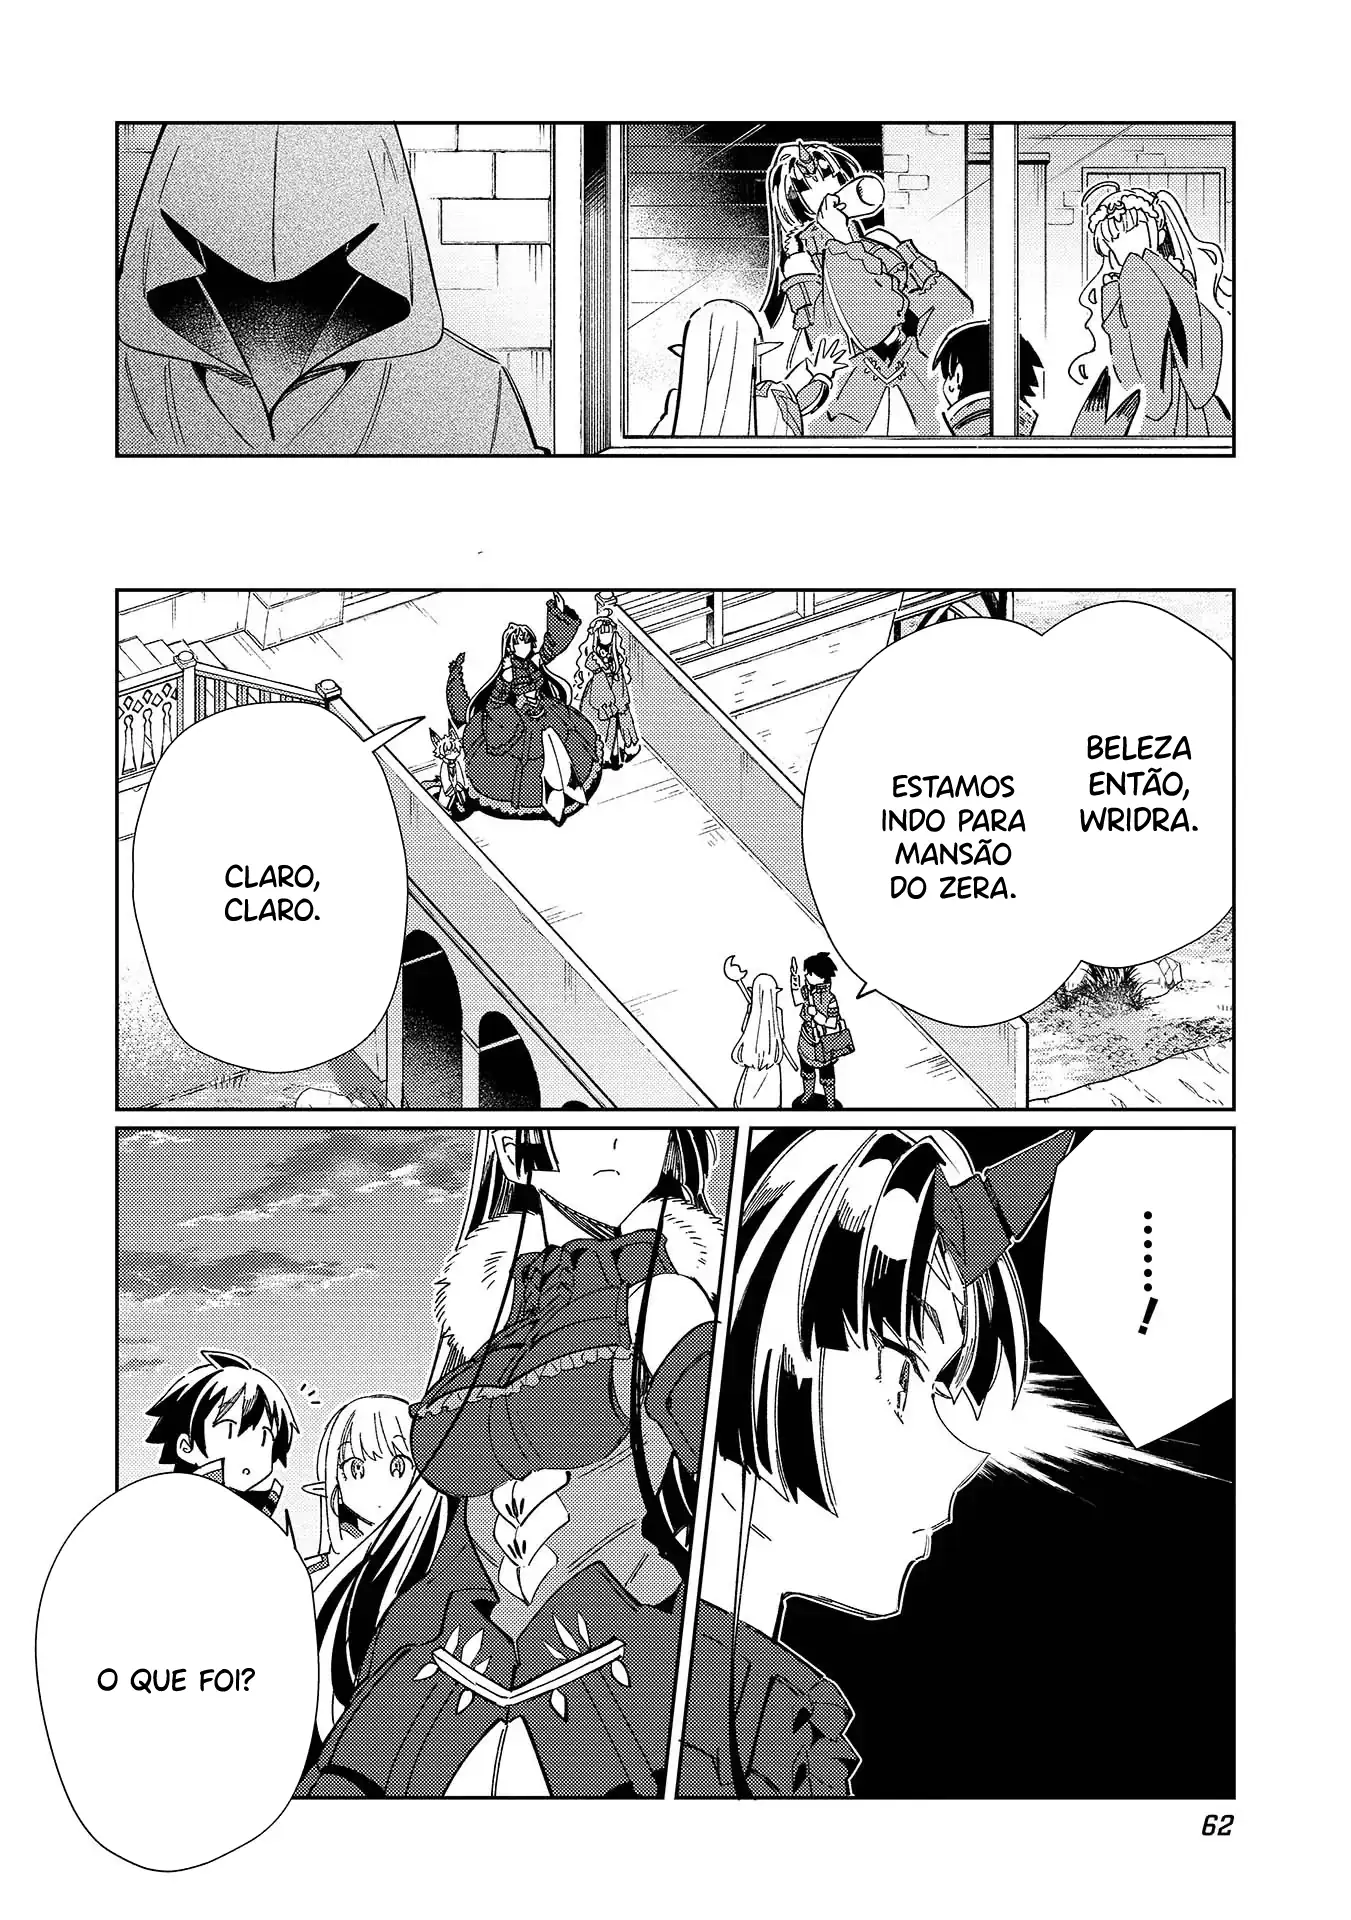 BELEZA
ENTÃO,
WRIDRA.
ESTAMOS
INDO PARA
MANSÃO
DO ZERA.
CLARO,
CLARO.
......!
O QUE FOI?
62